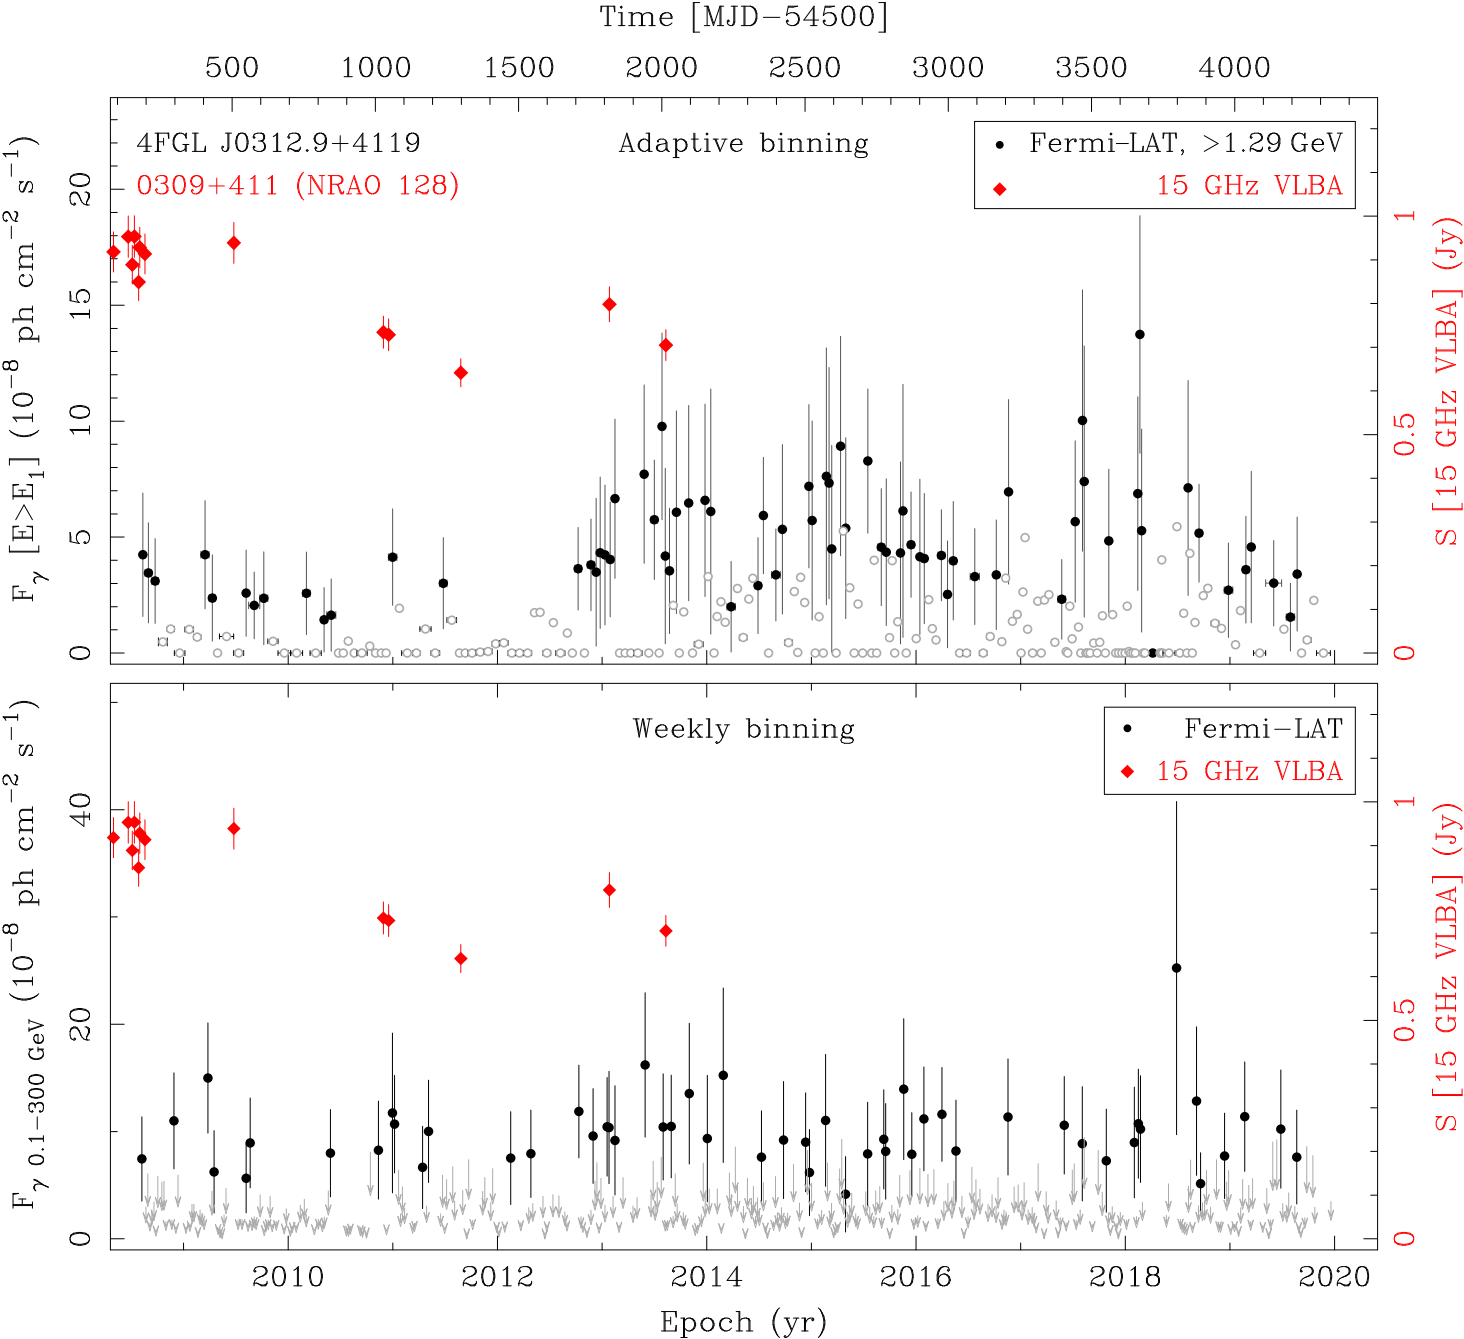 Time [MJD−54500]
500 1000 1500 2000 2500 3000 3500 4000
4FGL J0312.9+4119
0309+411 (NRAO 128)
Adaptive binning
Fermi−LAT, >1.29 GeV
15 GHz VLBA
F_γ [E>E_1] (10^−8 ph cm^−2 s^−1)
20
15
10
5
0
S [15 GHz VLBA] (Jy)
1
0.5
0
Weekly binning
Fermi−LAT
15 GHz VLBA
F_γ 0.1−300 GeV (10^−8 ph cm^−2 s^−1)
40
20
0
S [15 GHz VLBA] (Jy)
1
0.5
0
2010 2012 2014 2016 2018 2020
Epoch (yr)